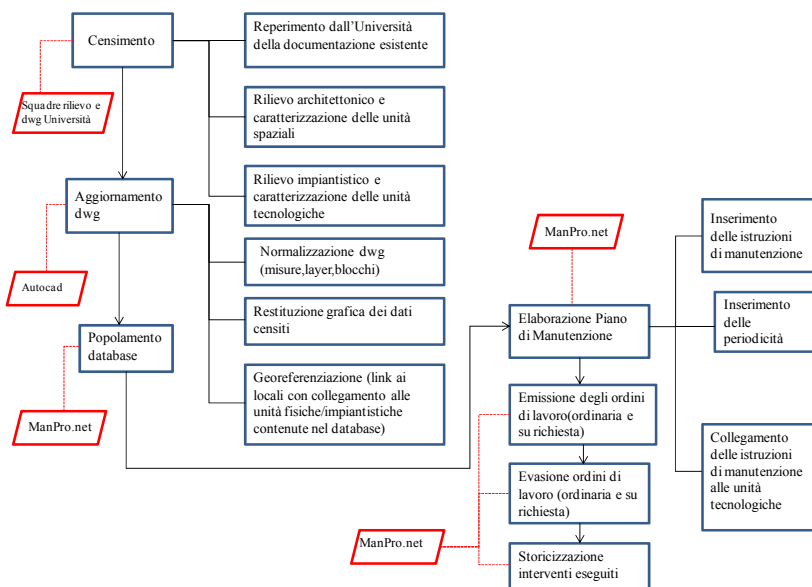 Censimento
Reperimento dall'Università
della documentazione esistente
Squadre rilievo e
dwg Università
Rilievo architettonico e
caratterizzazione delle unità
spaziali
Rilievo impiantistico e
caratterizzazione delle unità
tecnologiche
Aggiornamento
dwg
Autocad
Normalizzazione dwg
(misure,layer,blocchi)
Restituzione grafica dei dati
censiti
Georeferenziazione (link ai
locali con collegamento alle
unità fisiche/impiantistiche
contenute nel database)
Popolamento
database
ManPro.net
ManPro.net
Elaborazione Piano
di Manutenzione
Inserimento
delle istruzioni
di manutenzione
Inserimento
delle
periodicità
Collegamento
delle istruzioni
di manutenzione
alle unità
tecnologiche
Emissione degli ordini
di lavoro(ordinaria e
su richiesta)
Evasione ordini di
lavoro (ordinaria e su
richiesta)
ManPro.net
Storicizzazione
interventi eseguiti